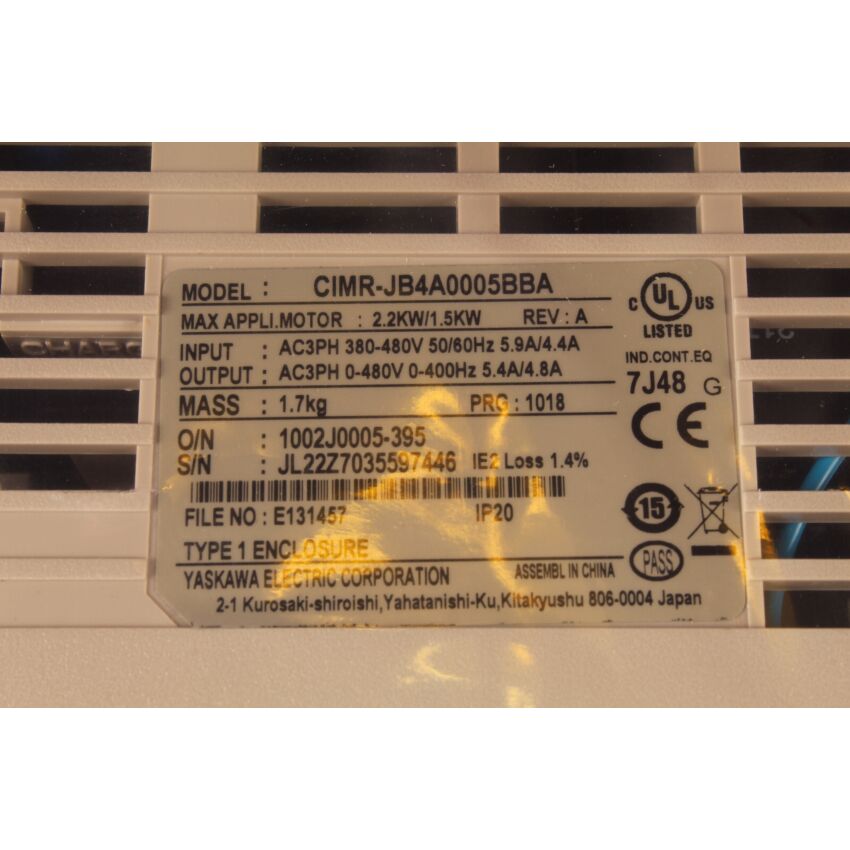 MODEL : CIMR-JB4A0005BBA
MAX APPLI.MOTOR : 2.2KW/1.5KW REV : A
INPUT : AC3PH 380-480V 50/60Hz 5.9A/4.4A
OUTPUT : AC3PH 0-480V 0-400Hz 5.4A/4.8A
MASS : 1.7kg PRG : 1018
O/N : 1002J0005-395
S/N : JL22Z7035597446 IE2 Loss 1.4%
FILE NO : E131457 IP20
TYPE 1 ENCLOSURE
YASKAWA ELECTRIC CORPORATION ASSEMBL IN CHINA
2-1 Kurosaki-shiroishi,Yahatanishi-Ku,Kitakyushu 806-0004 Japan
C UL US
LISTED
IND.CONT.EQ
7J48 G
CE
15
PASS